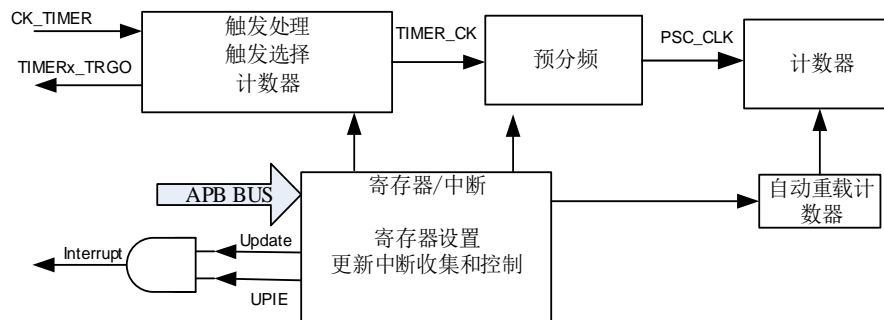 CK_TIMER
TIMERx_TRGO
触发处理
触发选择
计数器
TIMER_CK
预分频
PSC_CLK
计数器
APB BUS
寄存器/中断
寄存器设置
更新中断收集和控制
自动重载计
数器
Interrupt
Update
UPIE